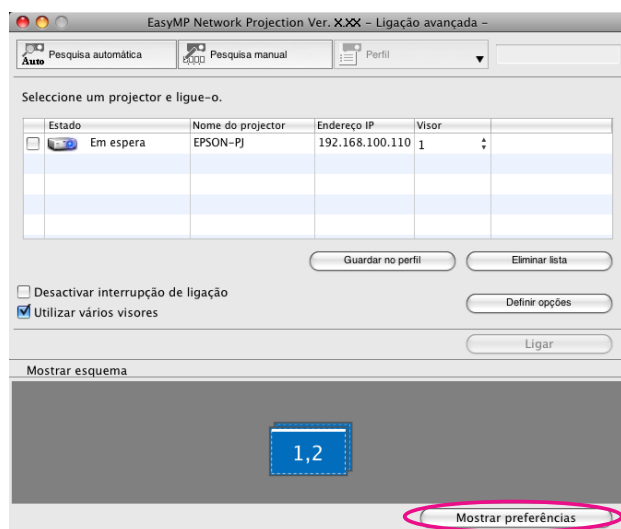 EasyMP Network Projection Ver. X.XX – Ligação avançada –
Auto Pesquisa automática Pesquisa manual Perfil
Seleccione um projector e ligue-o.
Estado Nome do projector Endereço IP Visor
Em espera EPSON-PJ 192.168.100.110 1
Guardar no perfil Eliminar lista
Desactivar interrupção de ligação
Definir opções
Utilizar vários visores
Ligar
Mostrar esquema
1,2
Mostrar preferências